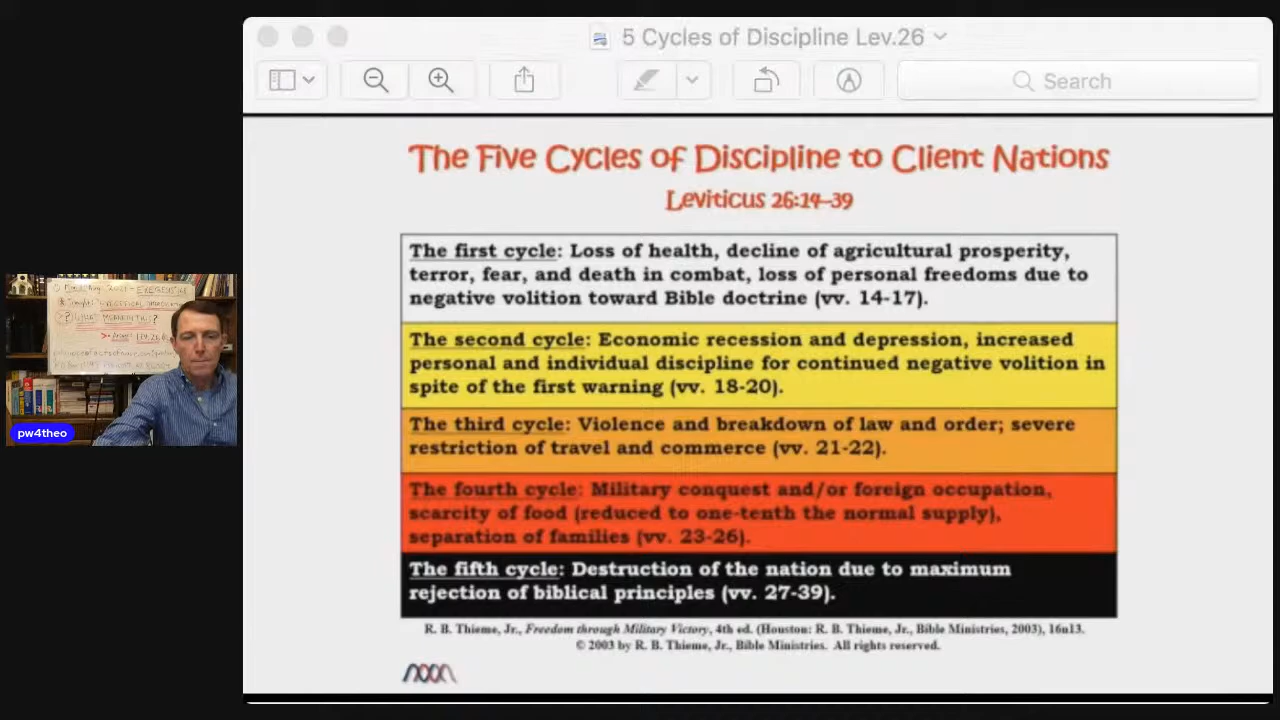 5 Cycles of Discipline Lev.26
Search
The Five Cycles of Discipline to Client Nations
Leviticus 26:14–39
The first cycle: Loss of health, decline of agricultural prosperity,
terror, fear, and death in combat, loss of personal freedoms due to
negative volition toward Bible doctrine (vv. 14-17).
The second cycle: Economic recession and depression, increased
personal and individual discipline for continued negative volition in
spite of the first warning (vv. 18-20).
The third cycle: Violence and breakdown of law and order; severe
restriction of travel and commerce (vv. 21-22).
The fourth cycle: Military conquest and/or foreign occupation,
scarcity of food (reduced to one-tenth the normal supply),
separation of families (vv. 23-26).
The fifth cycle: Destruction of the nation due to maximum
rejection of biblical principles (vv. 27-39).
R. B. Thieme, Jr., Freedom through Military Victory, 4th ed. (Houston: R. B. Thieme, Jr., Bible Ministries, 2003), 16n13.
© 2003 by R. B. Thieme, Jr., Bible Ministries. All rights reserved.
pw4theo